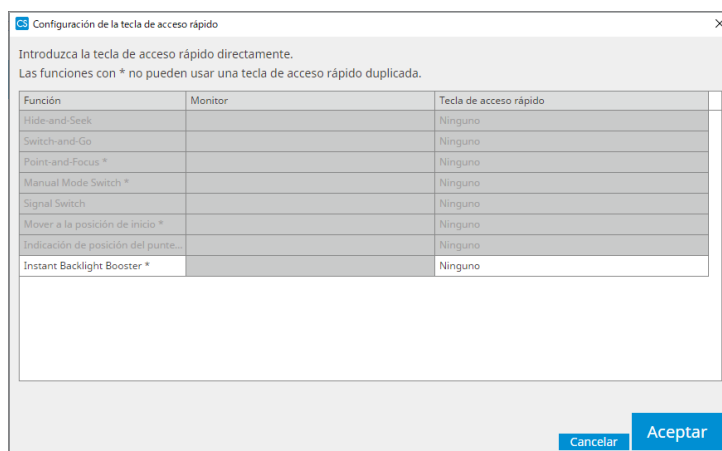 CS Configuración de la tecla de acceso rápido
Introduzca la tecla de acceso rápido directamente.
Las funciones con * no pueden usar una tecla de acceso rápido duplicada.
Función Monitor Tecla de acceso rápido
Hide-and-Seek Ninguno
Switch-and-Go Ninguno
Point-and-Focus * Ninguno
Manual Mode Switch * Ninguno
Signal Switch Ninguno
Mover a la posición de inicio * Ninguno
Indicación de posición del punte... Ninguno
Instant Backlight Booster * Ninguno
Cancelar Aceptar